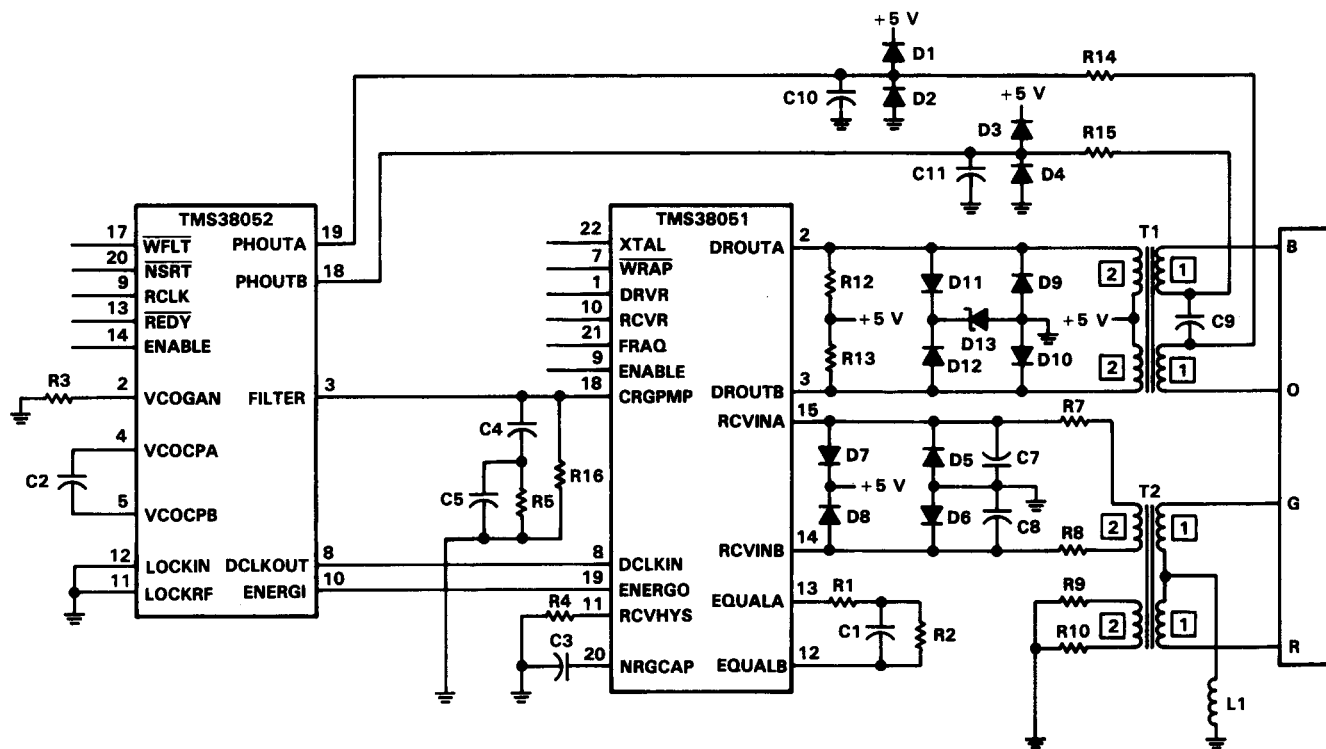 +5 V
D1
R14
C10
D2
+5 V
D3
R15
C11
D4
TMS38052
17 WFLT PHOUTA 19
20 NSRT PHOUTB 18
9 RCLK
13 REDY
14 ENABLE
R3
2 VCOGAN FILTER 3
4 VCOCPA
C2
5 VCOCPB
12 LOCKIN DCLKOUT 8
11 LOCKRF ENERGI 10
C4
C5
R5
R16
TMS38051
22 XTAL DROUTA 2
7 WRAP
1 DRVR
10 RCVR
21 FRAQ
9 ENABLE DROUTB 3
18 CRGPMP RCVINA 15
RCVINB 14
8 DCLKIN
19 ENERGO EQUALA 13
R4
11 RCVHYS
C3
20 NRGCAP EQUALB 12
R12
+5 V
R13
D11
D9
D13
D12
D10
T1
2
1
+5 V
C9
2
1
B
O
R7
D7
D5
C7
+5 V
D8
D6
C8
R8
T2
2
1
G
R1
C1
R2
R9
R10
2
1
R
L1